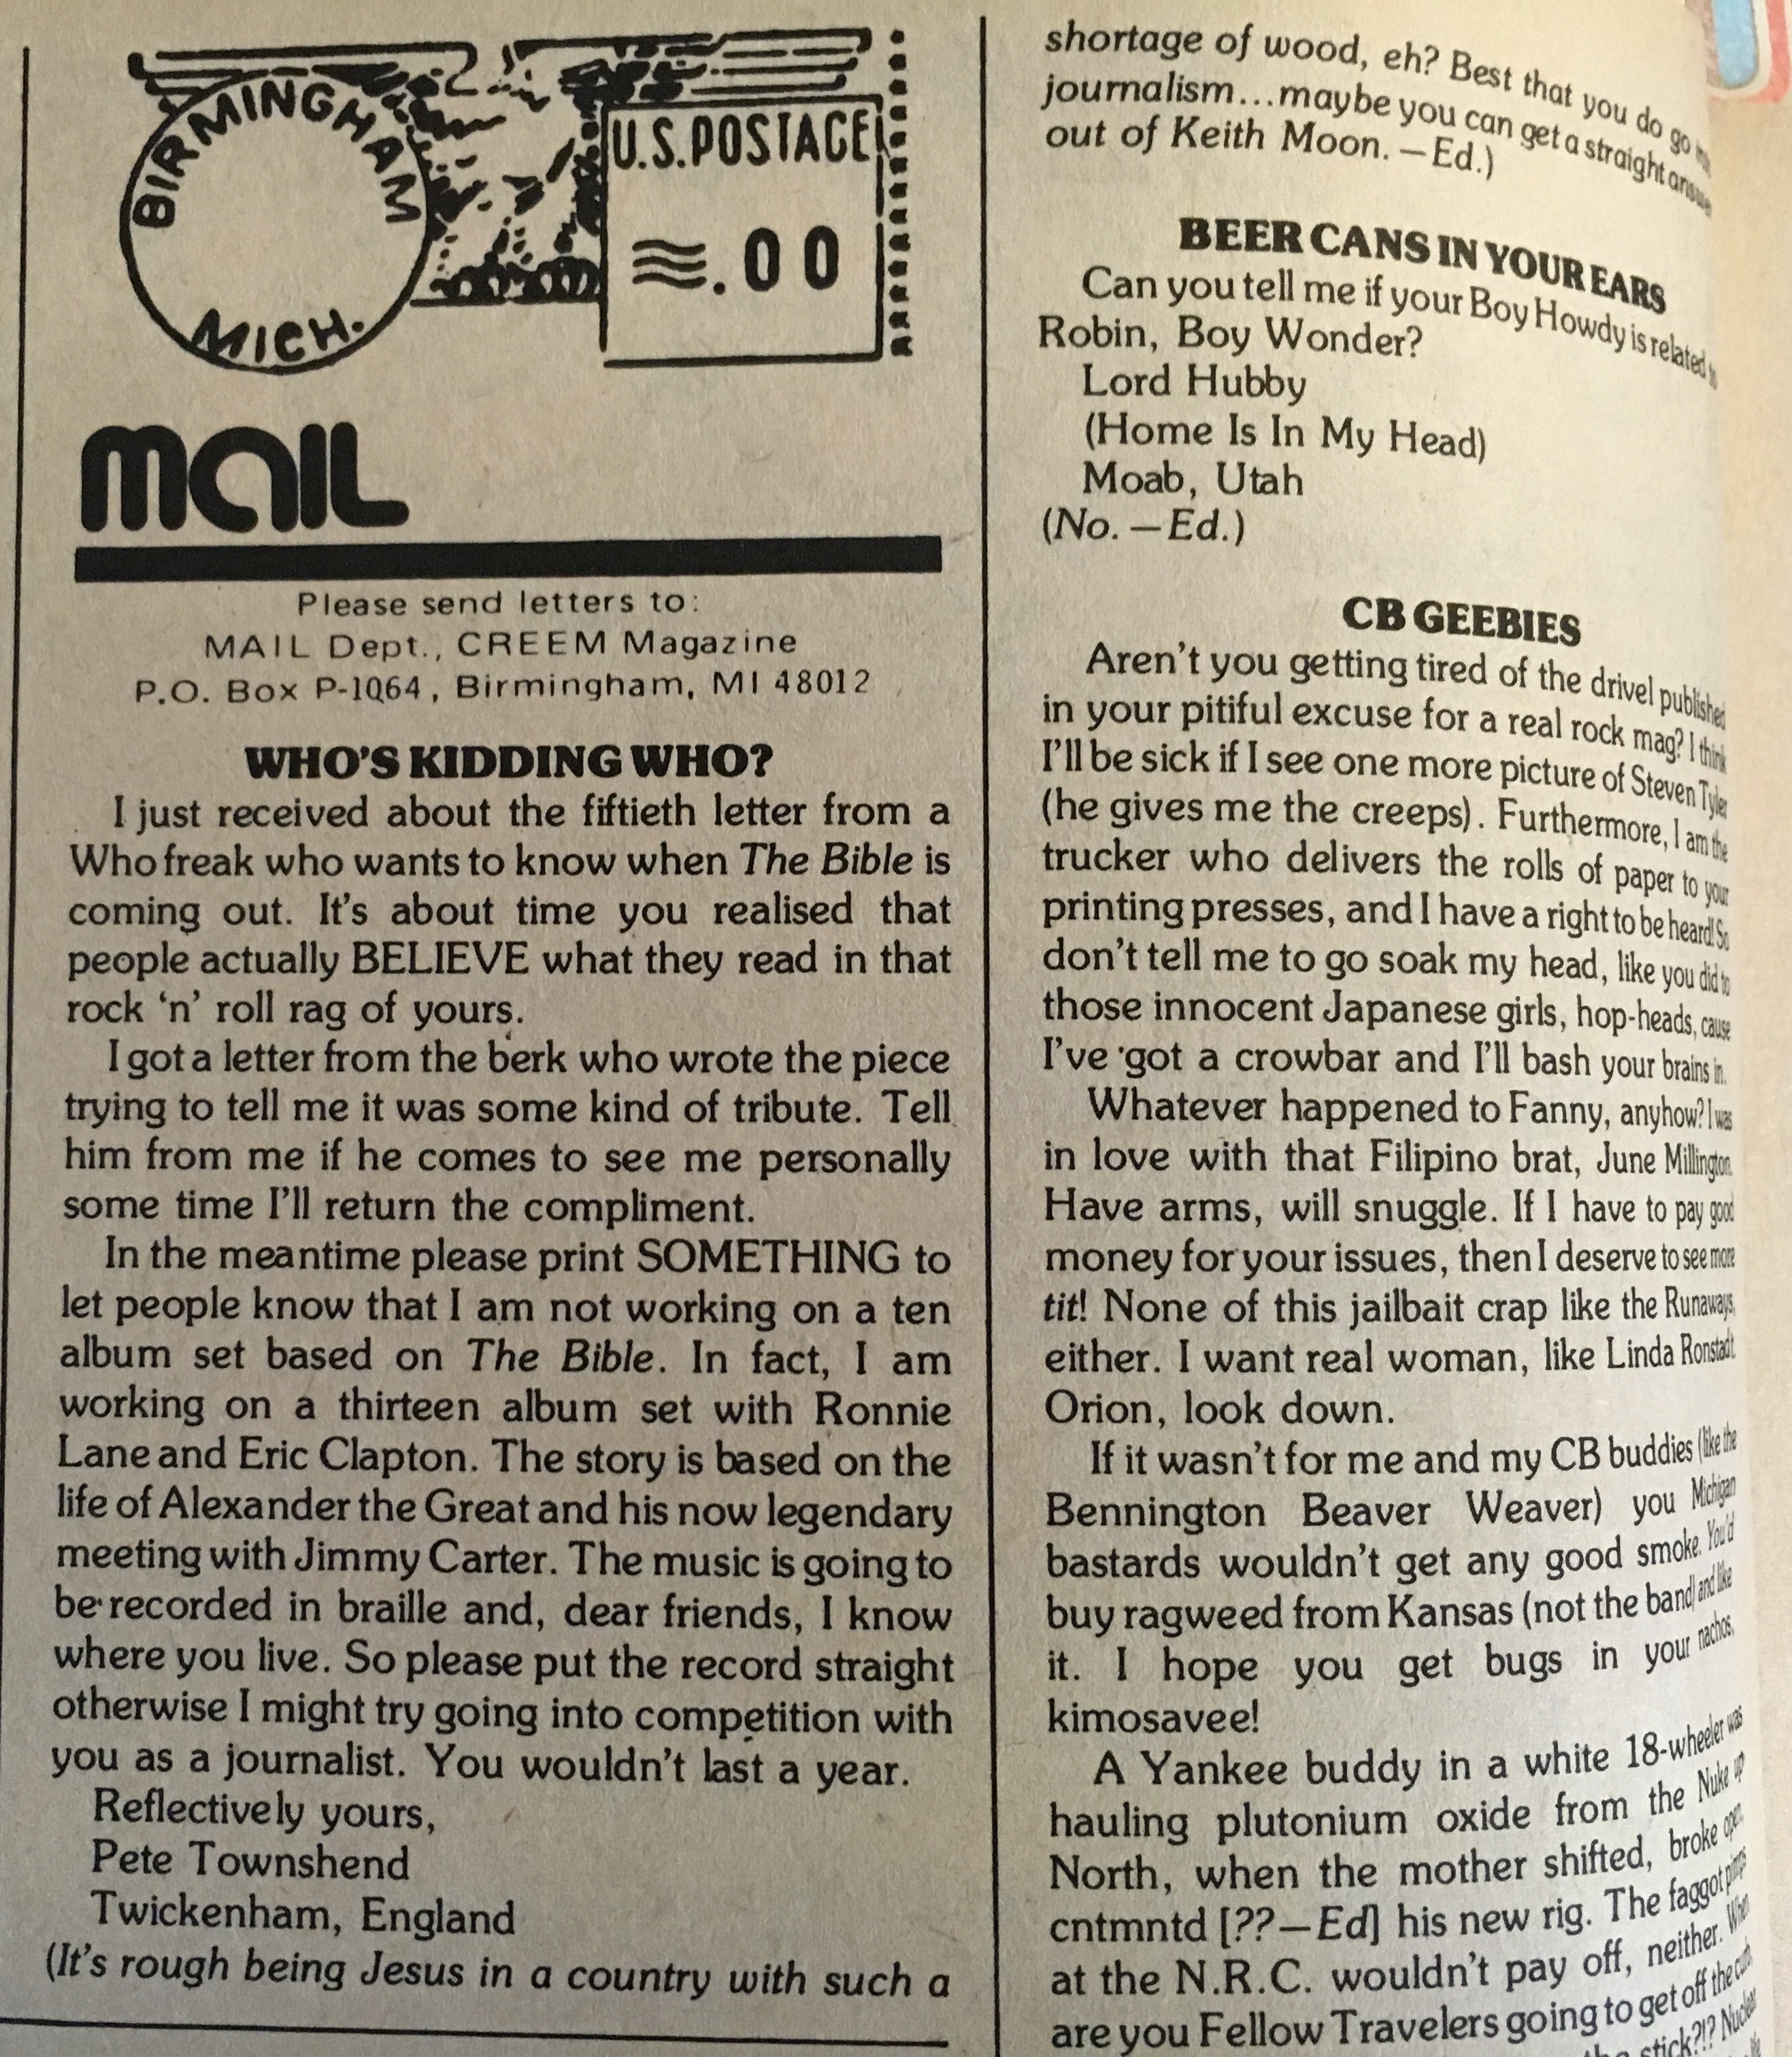 BIRMINGHAM
MICH.
U.S. POSTAGE
.00
MAIL
Please send letters to:
MAIL Dept., CREEM Magazine
P.O. Box P-1064, Birmingham, MI 48012
WHO'S KIDDING WHO?
I just received about the fiftieth letter from a
Who freak who wants to know when The Bible is
coming out. It's about time you realised that
people actually BELIEVE what they read in that
rock 'n' roll rag of yours.
I got a letter from the berk who wrote the piece
trying to tell me it was some kind of tribute. Tell
him from me if he comes to see me personally
some time I'll return the compliment.
In the meantime please print SOMETHING to
let people know that I am not working on a ten
album set based on The Bible. In fact, I am
working on a thirteen album set with Ronnie
Lane and Eric Clapton. The story is based on the
life of Alexander the Great and his now legendary
meeting with Jimmy Carter. The music is going to
be recorded in braille and, dear friends, I know
where you live. So please put the record straight
otherwise I might try going into competition with
you as a journalist. You wouldn't last a year.
Reflectively yours,
Pete Townshend
Twickenham, England
(It's rough being Jesus in a country with such a
shortage of wood, eh? Best that you do go
journalism...maybe you can get a straight answer
out of Keith Moon. —Ed.)
BEER CANS IN YOUR EARS
Can you tell me if your Boy Howdy is related to
Robin, Boy Wonder?
Lord Hubby
(Home Is In My Head)
Moab, Utah
(No. —Ed.)
CB GEEBIES
Aren't you getting tired of the drivel published
in your pitiful excuse for a real rock mag? I think
I'll be sick if I see one more picture of Steven Tyler
(he gives me the creeps). Furthermore, I am the
trucker who delivers the rolls of paper to your
printing presses, and I have a right to be heard! So
don't tell me to go soak my head, like you did to
those innocent Japanese girls, hop-heads, cause
I've got a crowbar and I'll bash your brains in.
Whatever happened to Fanny, anyhow? I was
in love with that Filipino brat, June Millington.
Have arms, will snuggle. If I have to pay good
money for your issues, then I deserve to see more
tit! None of this jailbait crap like the Runaways,
either. I want real woman, like Linda Ronstadt.
Orion, look down.
If it wasn't for me and my CB buddies (like the
Bennington Beaver Weaver) you Michigan
bastards wouldn't get any good smoke. You'd
buy ragweed from Kansas (not the band) and like
it. I hope you get bugs in your nachos,
kimosavee!
A Yankee buddy in a white 18-wheeler was
hauling plutonium oxide from the Nuke up
North, when the mother shifted, broke open,
cntmntd [??—Ed] his new rig. The faggot pimps
at the N.R.C. wouldn't pay off, neither. When
are you Fellow Travelers going to get off the
stick?!?